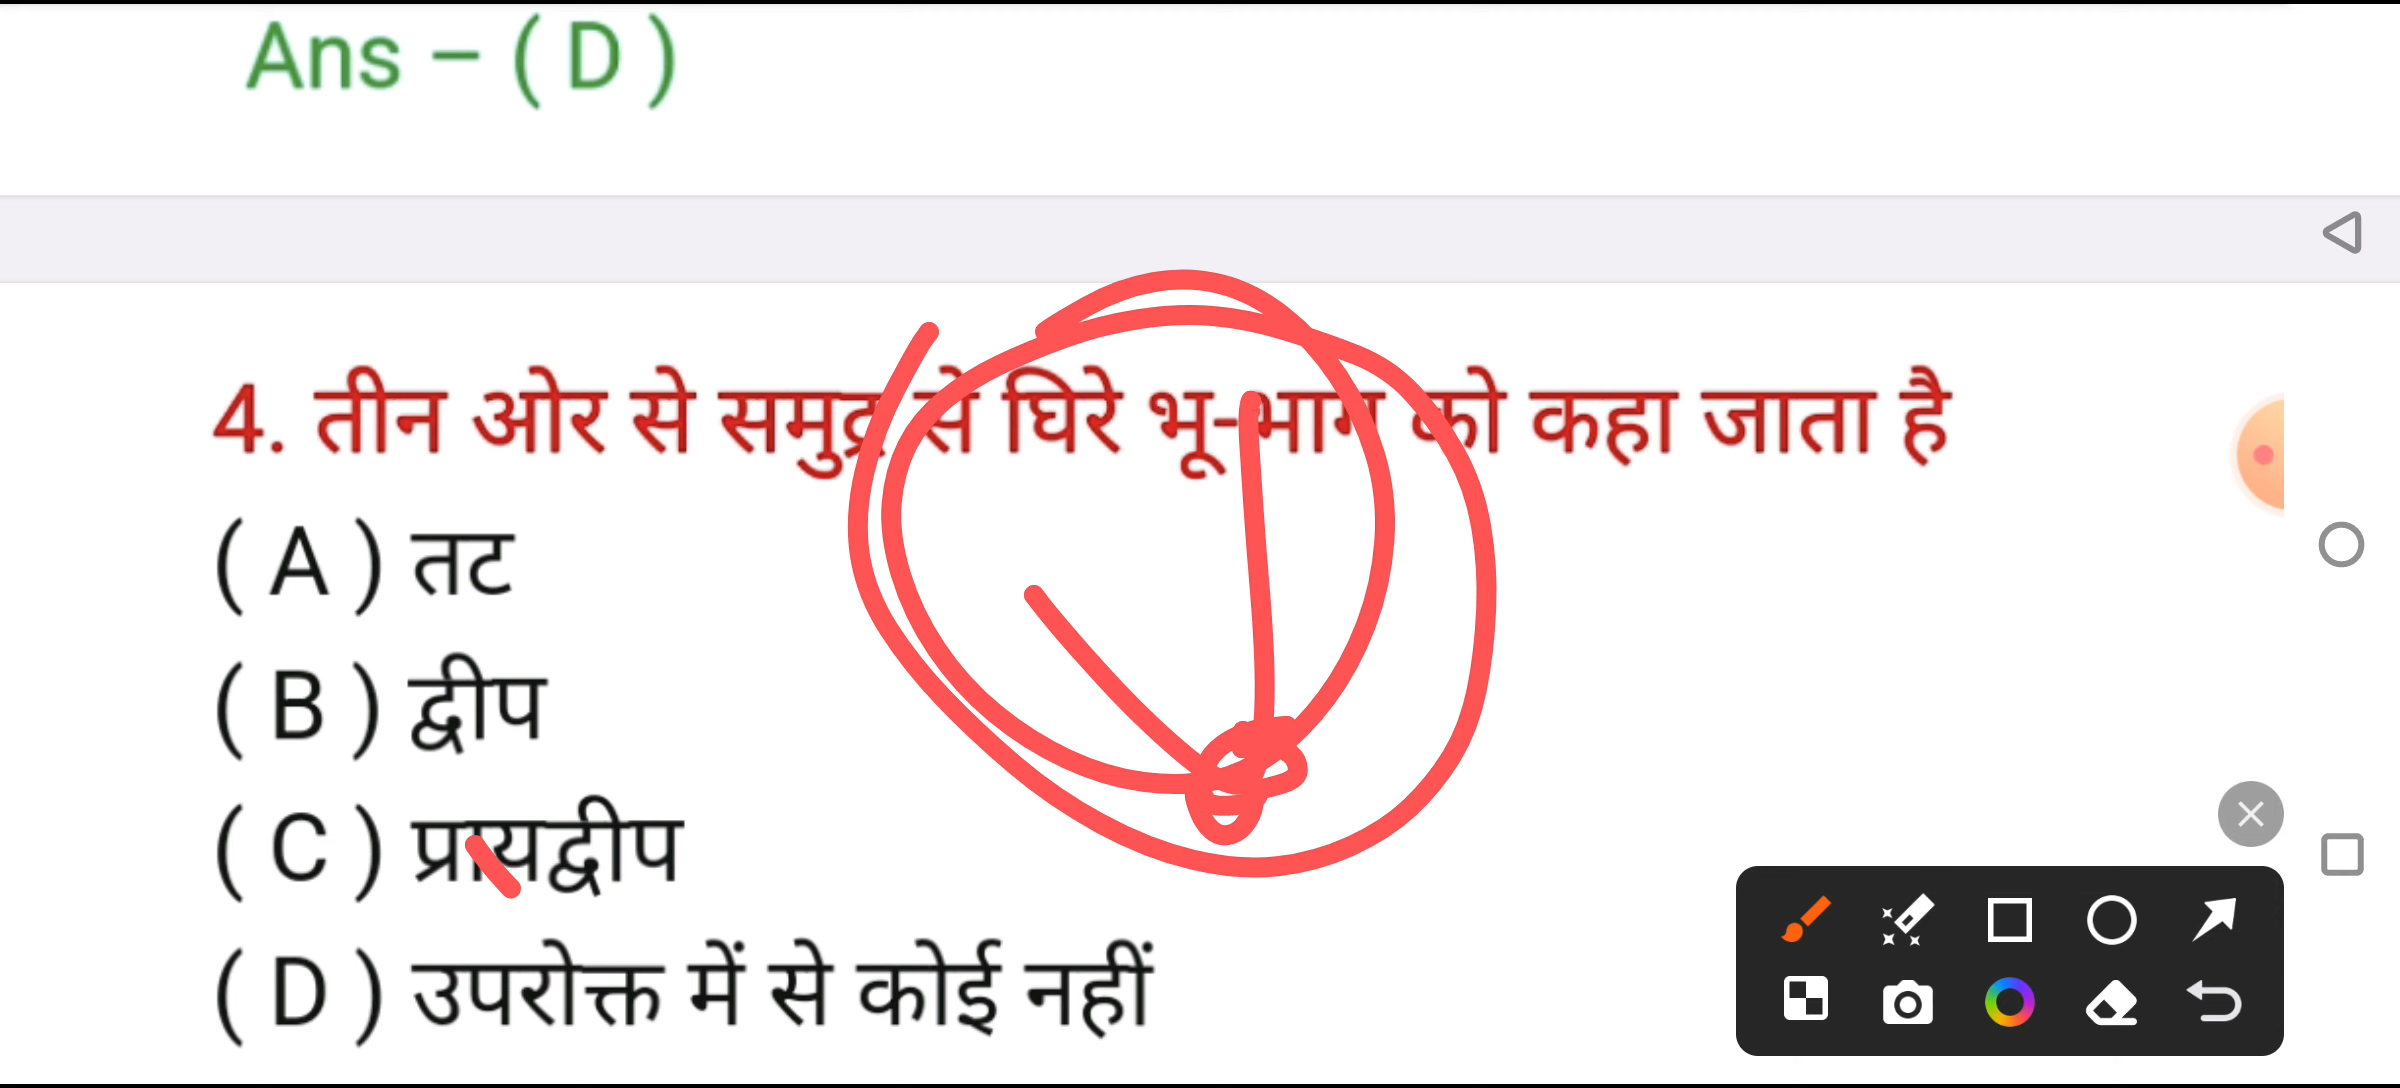 Ans – ( D )
4. तीन ओर से समुद्र से घिरे भू-भाग को कहा जाता है
( A ) तट
( B ) द्वीप
( C ) प्रायद्वीप
( D ) उपरोक्त में से कोई नहीं